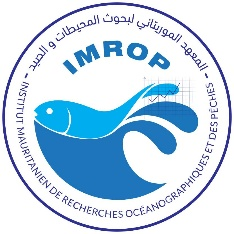 المعهد الموريتاني لبحوث المحيطات و الصيد
IMROP
INSTITUT MAURITANIEN DE RECHERCHES OCÉANOGRAPHIQUES ET DES PÊCHES